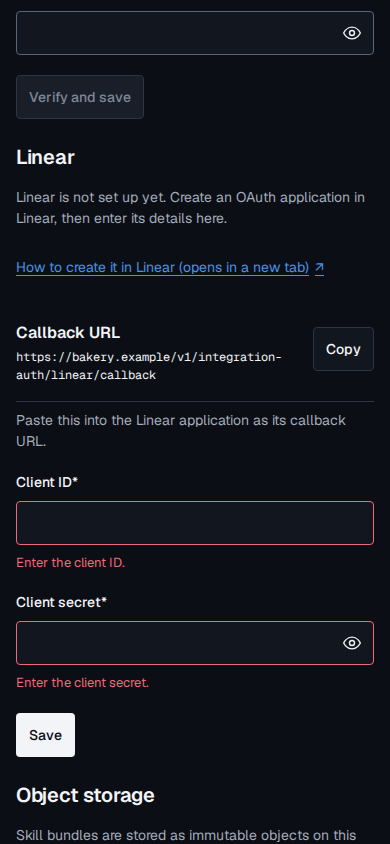 Verify and save
Linear
Linear is not set up yet. Create an OAuth application in
Linear, then enter its details here.
How to create it in Linear (opens in a new tab) ↗
Callback URL
https://bakery.example/v1/integration-
auth/linear/callback
Copy
Paste this into the Linear application as its callback
URL.
Client ID*
Enter the client ID.
Client secret*
Enter the client secret.
Save
Object storage
Skill bundles are stored as immutable objects on this